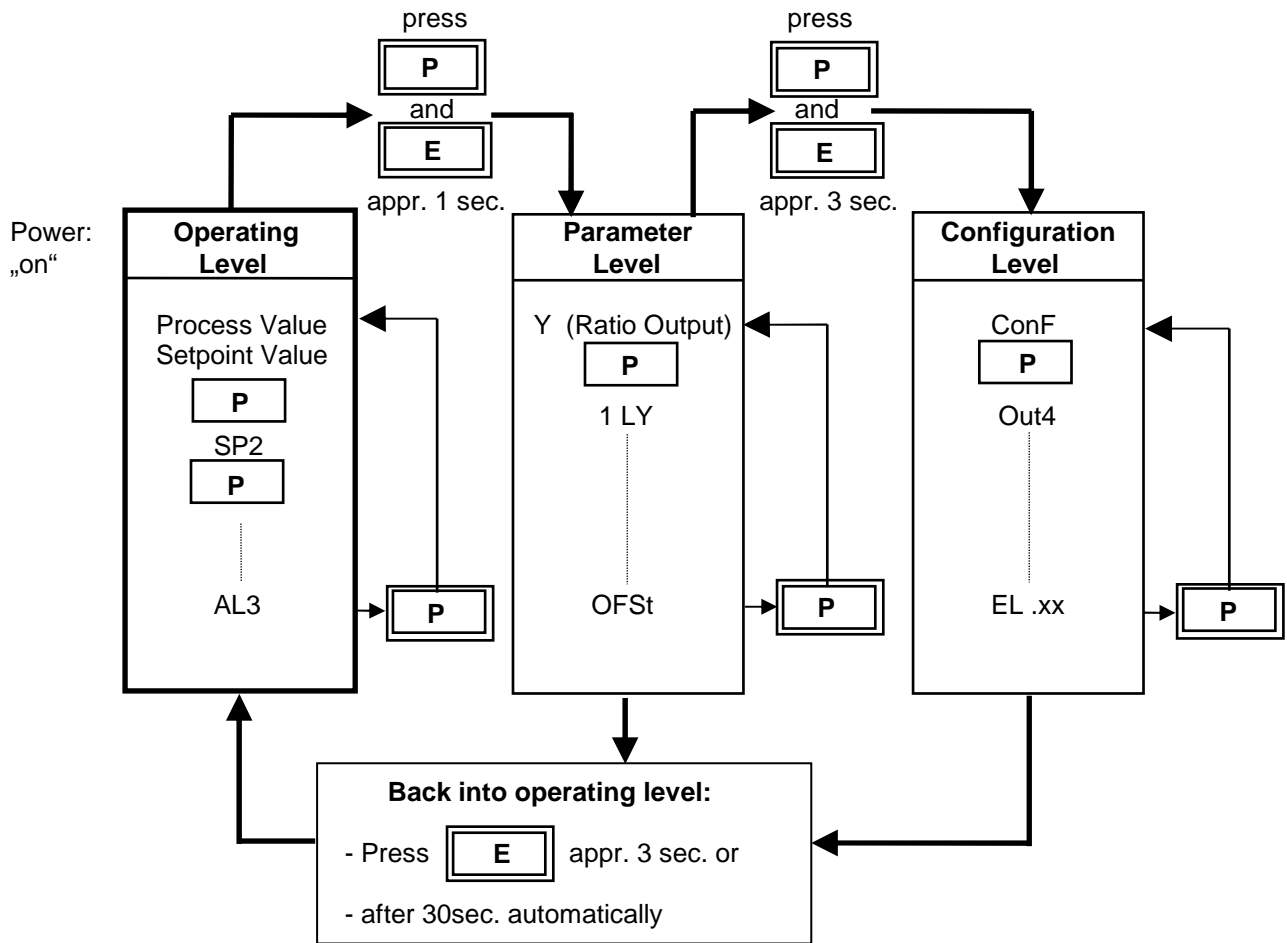 press
P
and
E
appr. 1 sec.
press
P
and
E
appr. 3 sec.
Power:
„on“
Operating
Level
Process Value
Setpoint Value
P
SP2
P
AL3
P
Parameter
Level
Y (Ratio Output)
P
1 LY
OFSt
P
Configuration
Level
ConF
P
Out4
EL .xx
P
Back into operating level:
- Press E appr. 3 sec. or
- after 30sec. automatically